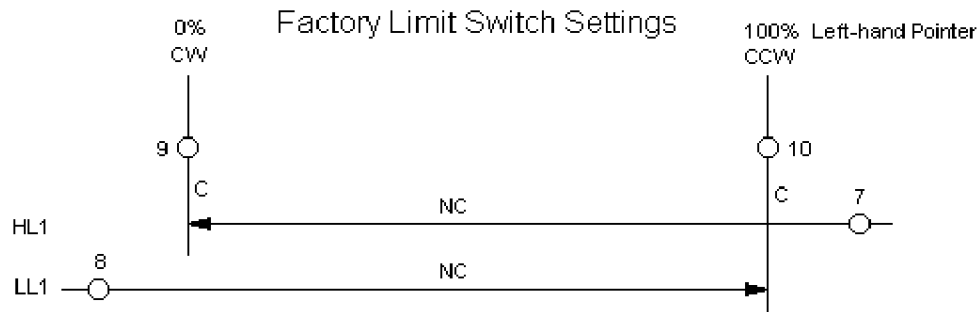 Factory Limit Switch Settings
0%
CW
100% Left-hand Pointer
CCW
9
10
C
C
7
NC
HL1
8
NC
LL1